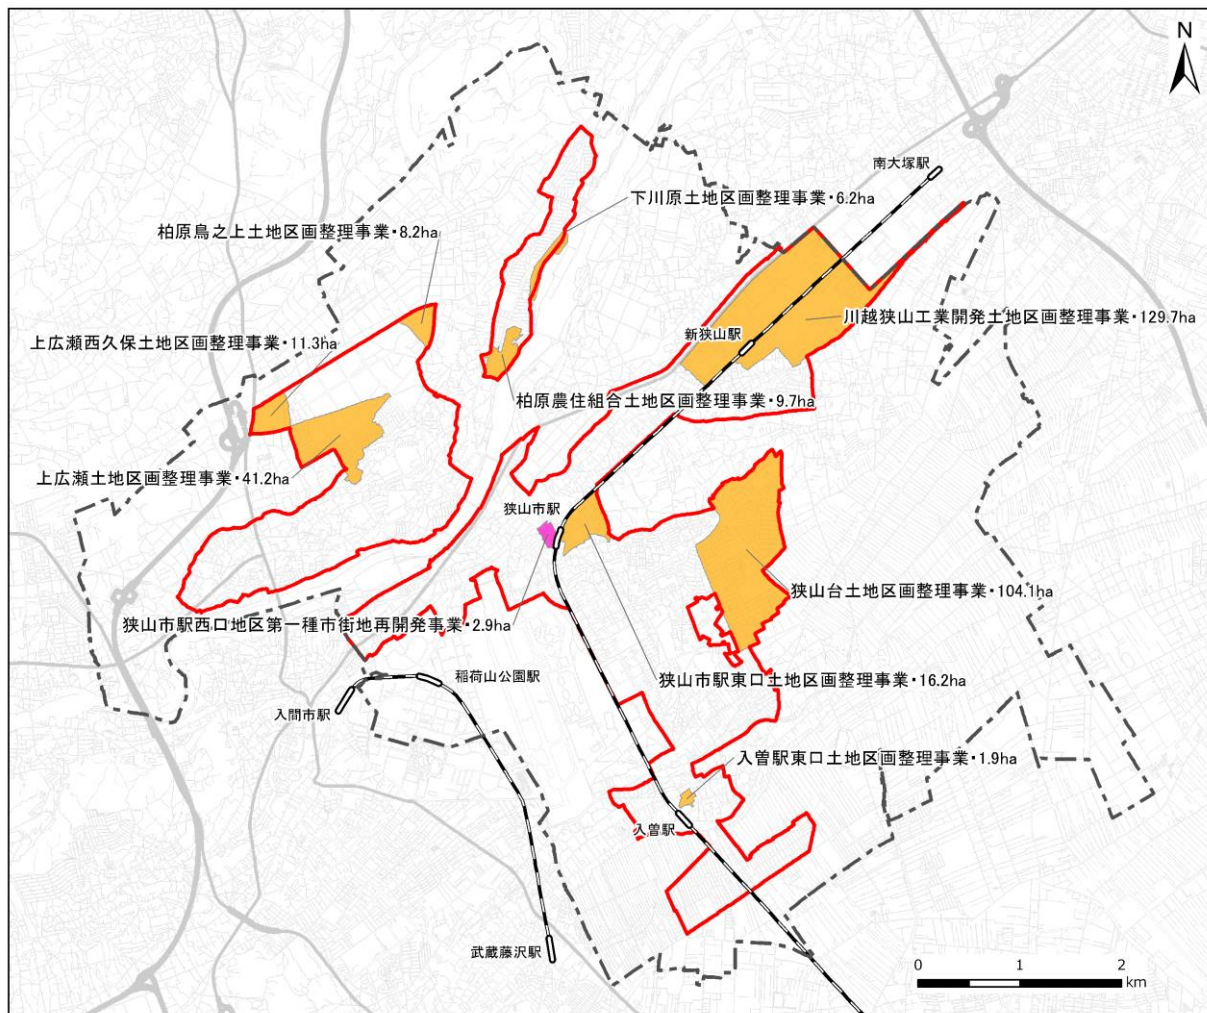 N
南大塚駅
下川原土地区画整理事業・6.2ha
柏原鳥之上土地区画整理事業・8.2ha
川越狭山工業開発土地区画整理事業・129.7ha
新狭山駅
上広瀬西久保土地区画整理事業・11.3ha
柏原農住組合土地区画整理事業・9.7ha
上広瀬土地区画整理事業・41.2ha
狭山市駅
狭山台土地区画整理事業・104.1ha
狭山市駅西口地区第一種市街地再開発事業・2.9ha
稲荷山公園駅
狭山市駅東口土地区画整理事業・16.2ha
入間市駅
入曽駅東口土地区画整理事業・1.9ha
入曽駅
武蔵藤沢駅
0 1 2
km